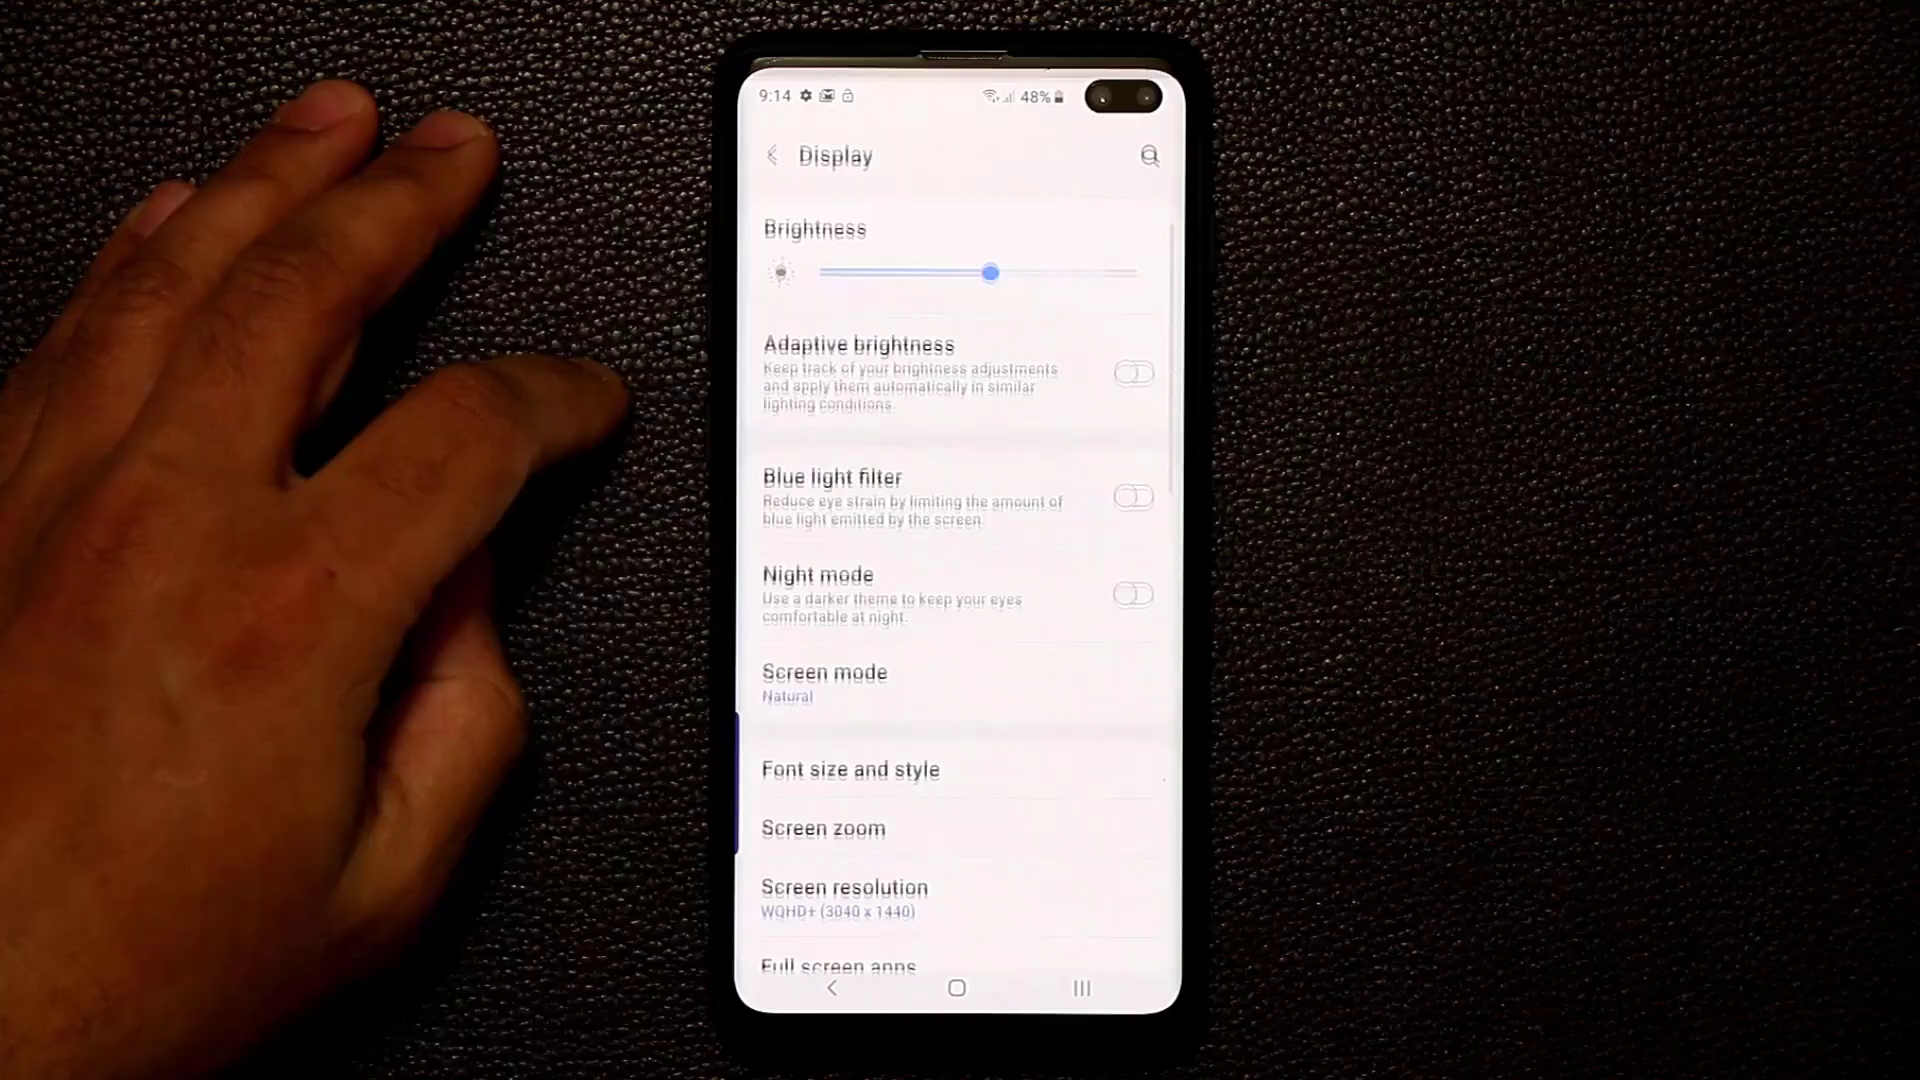 9:14
48%
Display
Brightness
Adaptive brightness
Keep track of your brightness adjustments
and apply them automatically in similar
lighting conditions.
Blue light filter
Reduce eye strain by limiting the amount of
blue light emitted by the screen.
Night mode
Use a darker theme to keep your eyes
comfortable at night.
Screen mode
Natural
Font size and style
Screen zoom
Screen resolution
WQHD+ (3040 x 1440)
Full screen apps